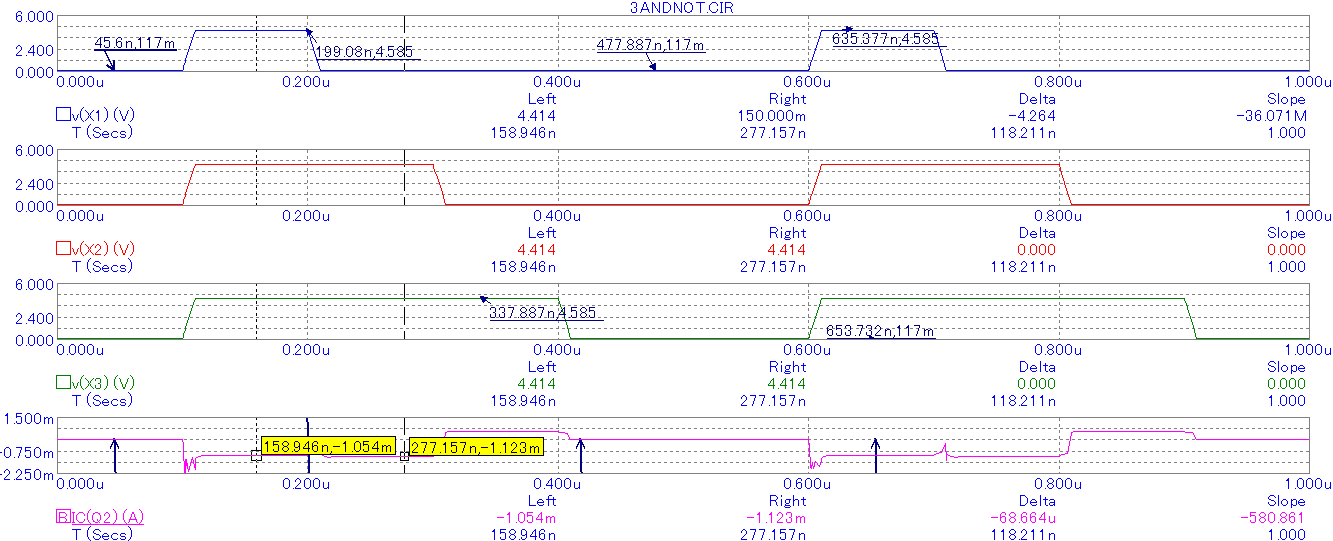 3ANDNOT.CIR
6.000
2.400
0.000
45.6n,117m
199.08n,4.585
477.887n,117m
635.377n,4.585
0.000u 0.200u 0.400u 0.600u 0.800u 1.000u
Left Right Delta Slope
v(X1) (V) 4.414 150.000m -4.264 -36.071M
T (Secs) 158.946n 277.157n 118.211n 1.000
6.000
2.400
0.000
0.000u 0.200u 0.400u 0.600u 0.800u 1.000u
Left Right Delta Slope
v(X2) (V) 4.414 4.414 0.000 0.000
T (Secs) 158.946n 277.157n 118.211n 1.000
6.000
2.400
0.000
337.887n,4.585
653.732n,117m
0.000u 0.200u 0.400u 0.600u 0.800u 1.000u
Left Right Delta Slope
v(X3) (V) 4.414 4.414 0.000 0.000
T (Secs) 158.946n 277.157n 118.211n 1.000
1.500m
-0.750m
-2.250m
158.946n,-1.054m
277.157n,-1.123m
0.000u 0.200u 0.400u 0.600u 0.800u 1.000u
Left Right Delta Slope
B IC(Q2) (A) -1.054m -1.123m -68.664u -580.861
T (Secs) 158.946n 277.157n 118.211n 1.000